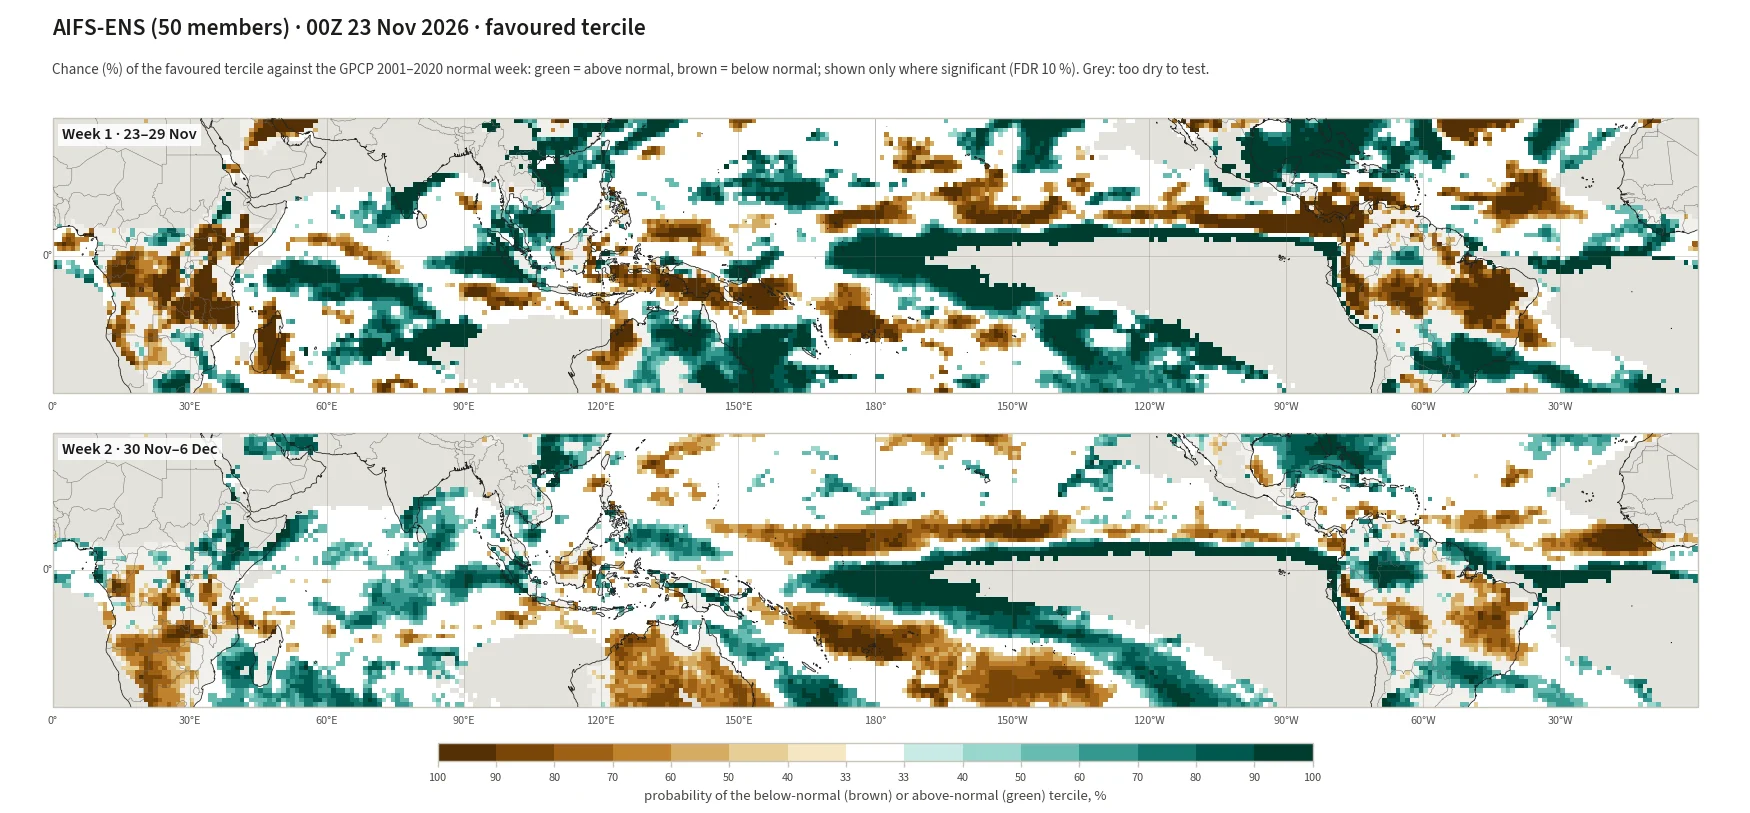 AIFS-ENS (50 members) · 00Z 23 Nov 2026 · favoured tercile
Chance (%) of the favoured tercile against the GPCP 2001–2020 normal week: green = above normal, brown = below normal; shown only where significant (FDR 10 %). Grey: too dry to test.
Week 1 · 23–29 Nov
0°
0° 30°E 60°E 90°E 120°E 150°E 180° 150°W 120°W 90°W 60°W 30°W
Week 2 · 30 Nov–6 Dec
0°
0° 30°E 60°E 90°E 120°E 150°E 180° 150°W 120°W 90°W 60°W 30°W
100 90 80 70 60 50 40 33 33 40 50 60 70 80 90 100
probability of the below-normal (brown) or above-normal (green) tercile, %